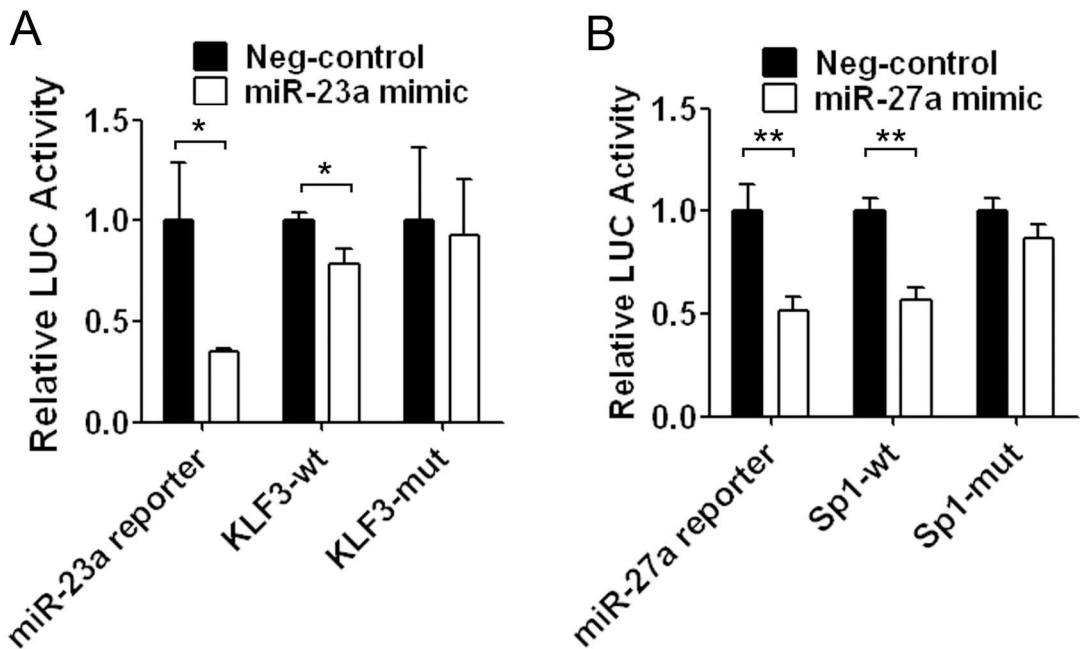 A
Neg-control
miR-23a mimic
Relative LUC Activity
1.5
1.0
0.5
0.0
*
*
miR-23a reporter
KLF3-wt
KLF3-mut
B
Neg-control
miR-27a mimic
Relative LUC Activity
1.5
1.0
0.5
0.0
**
**
miR-27a reporter
Sp1-wt
Sp1-mut